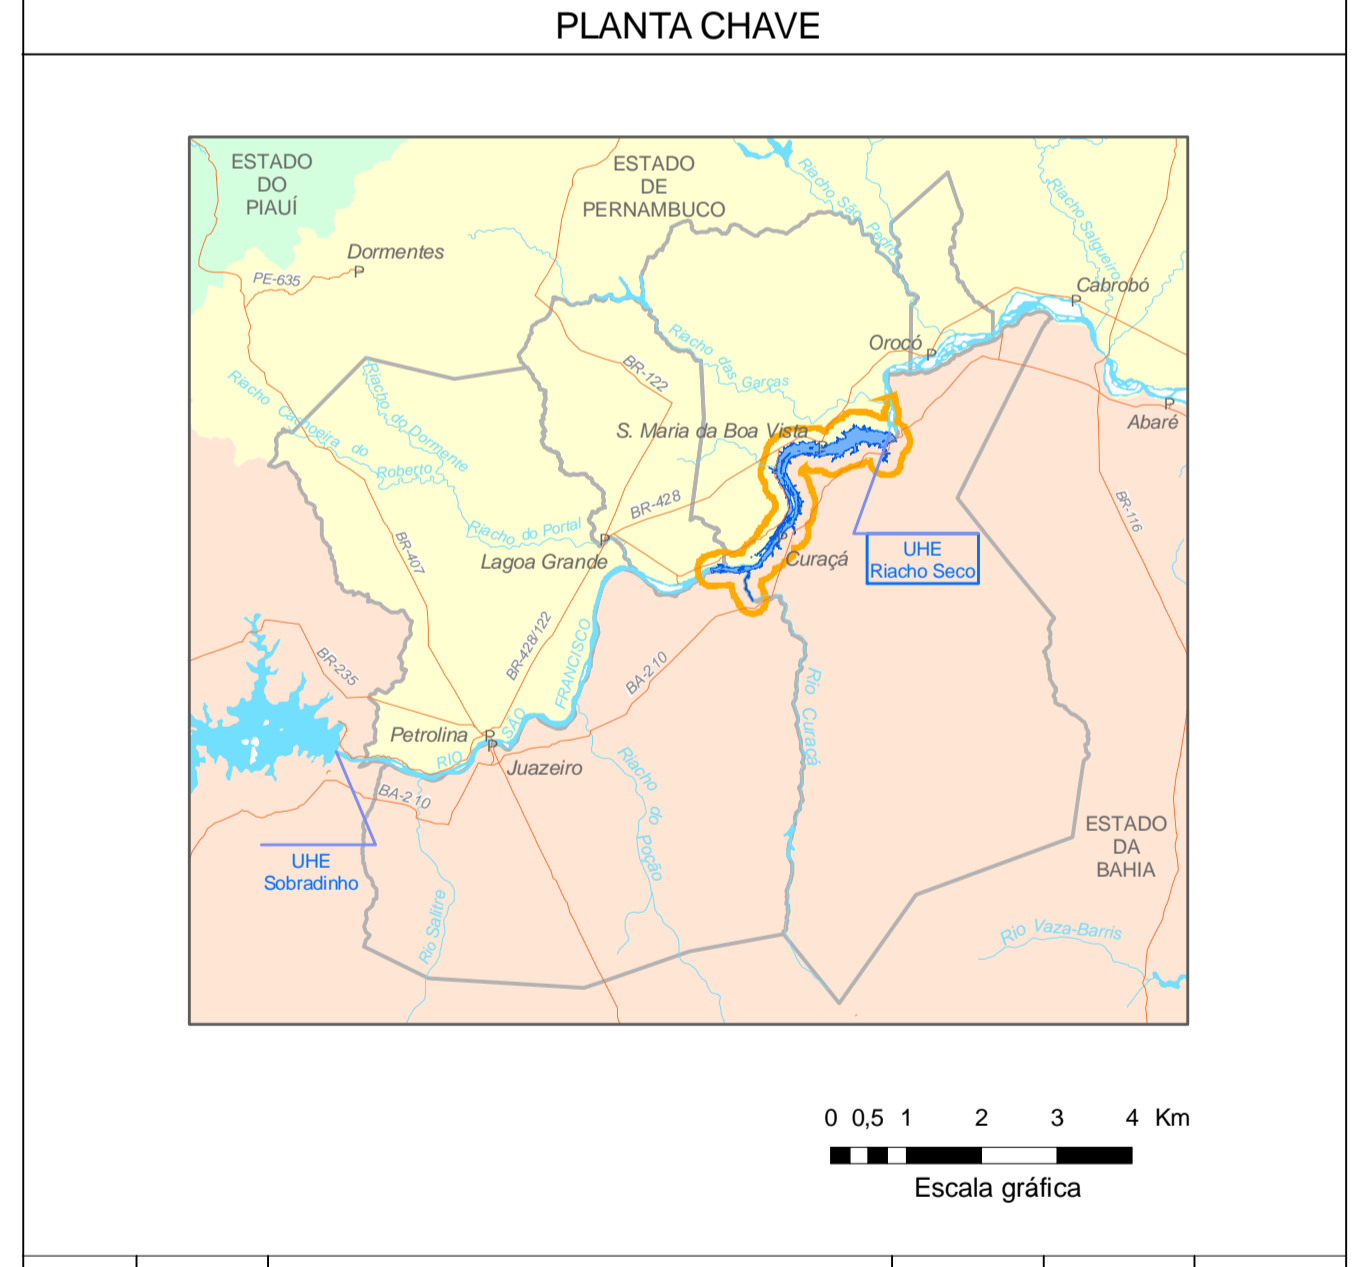 PLANTA CHAVE
ESTADO
DO
PIAUÍ
ESTADO
DE
PERNAMBUCO
Riacho São Pedro
Riacho Salgueiro
Dormentes
P
PE-635
Cabrobó
P
Orocó
P
Riacho das Garças
BR-122
Riacho Cachoeira do Roberto
Riacho do Dormente
Abaré
P
S. Maria da Boa Vista
BR-428
BR-116
Riacho do Portal
P
Lagoa Grande
BR-407
Curaçá
UHE
Riacho Seco
BR-428/122
BR-235
BA-210
RIO SÃO FRANCISCO
Rio Curaçá
Petrolina
P
P
Juazeiro
Riacho do Poção
BA-210
UHE
Sobradinho
Rio Salitre
ESTADO
DA
BAHIA
Rio Vaza-Barris
0 0,5 1 2 3 4 Km
Escala gráfica